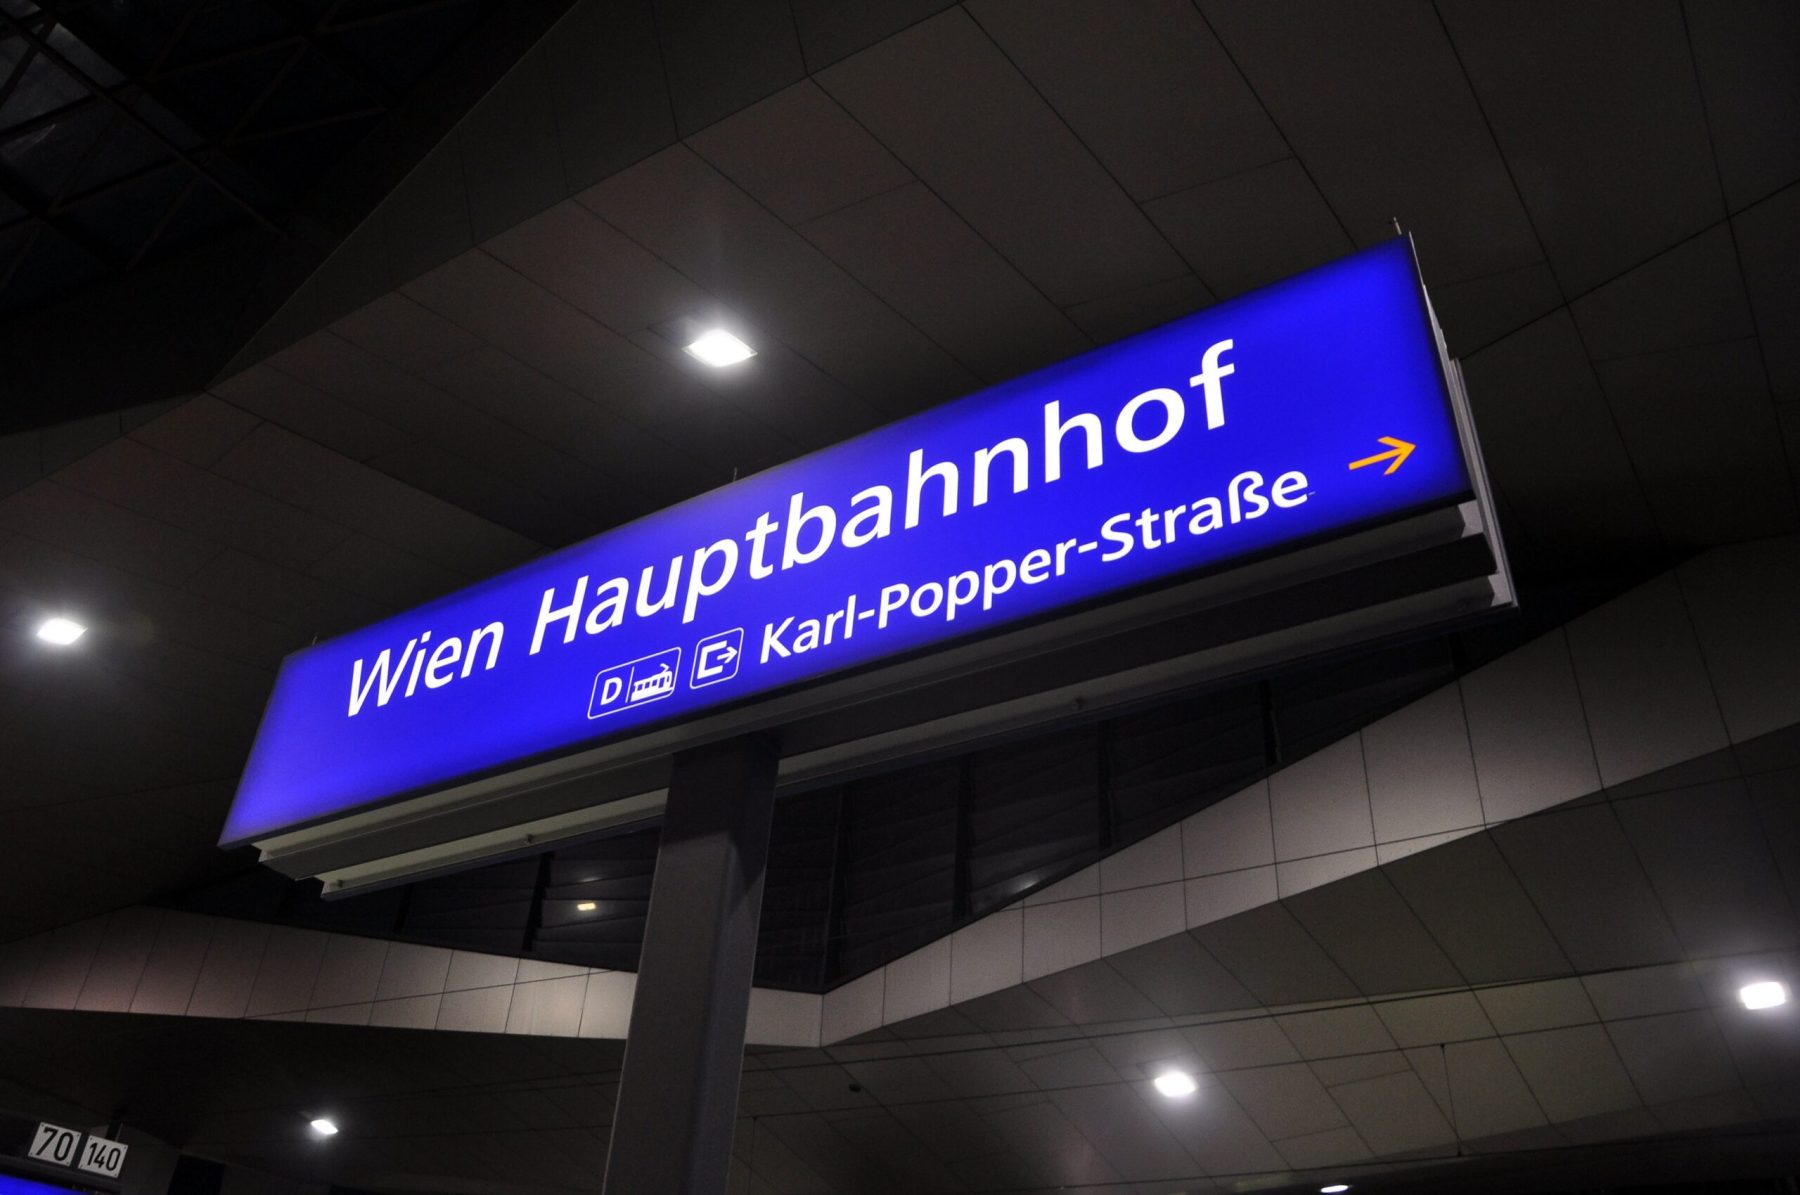 Wien Hauptbahnhof
D Karl-Popper-Straße →
70 140